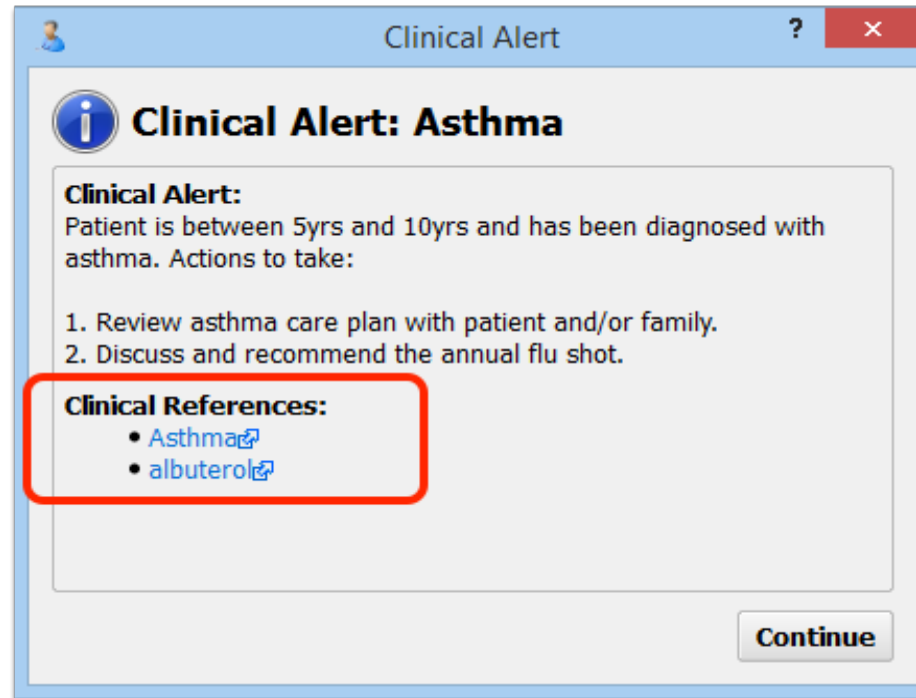 Clinical Alert
?
Clinical Alert: Asthma
Clinical Alert:
Patient is between 5yrs and 10yrs and has been diagnosed with
asthma. Actions to take:
1. Review asthma care plan with patient and/or family.
2. Discuss and recommend the annual flu shot.
Clinical References:
• Asthma
• albuterol
Continue